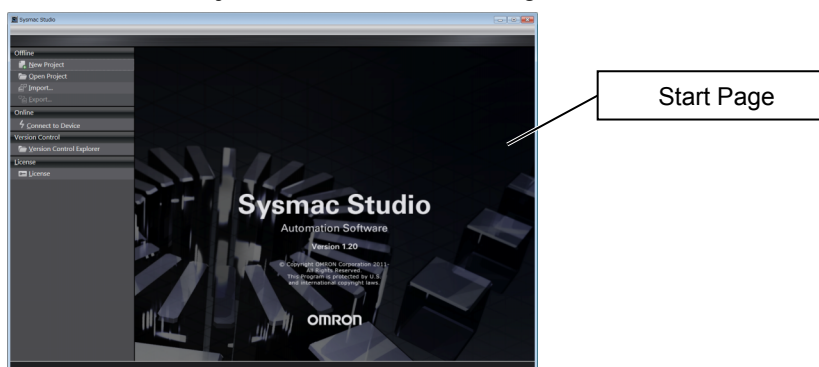 Sysmac Studio
Offline
New Project
Open Project
Import...
Export...
Online
Connect to Device
Version Control
Version Control Explorer
License
License
Sysmac Studio
Automation Software
Version 1.20
© Copyright OMRON Corporation 2011-
All Rights Reserved.
This Program is protected by U.S.
and international copyright laws.
OMRON
Start Page